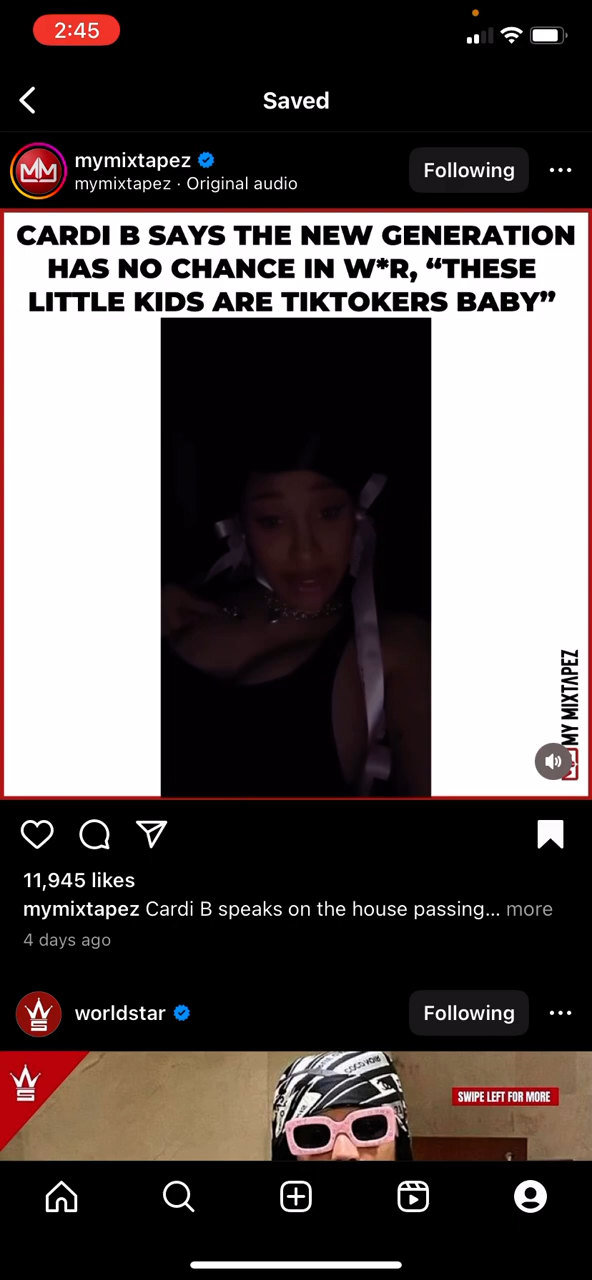 2:45
Saved
mymixtapez
mymixtapez · Original audio
Following
CARDI B SAYS THE NEW GENERATION
HAS NO CHANCE IN W*R, “THESE
LITTLE KIDS ARE TIKTOKERS BABY”
MY MIXTAPEZ
11,945 likes
mymixtapez Cardi B speaks on the house passing... more
4 days ago
worldstar
Following
SWIPE LEFT FOR MORE